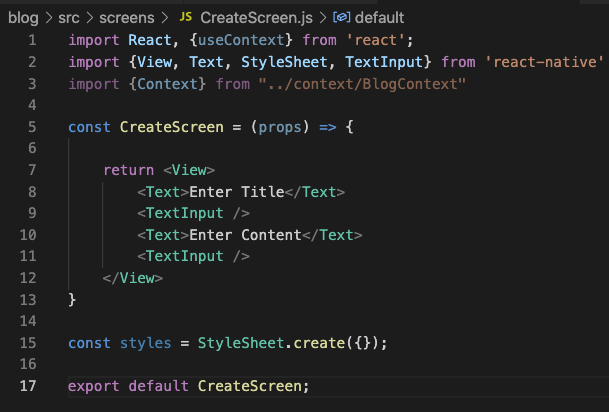 blog > src > screens > JS CreateScreen.js > default
1 import React, {useContext} from 'react';
2 import {View, Text, StyleSheet, TextInput} from 'react-native'
3 import {Context} from "../context/BlogContext"
4
5 const CreateScreen = (props) => {
6
7     return <View>
8         <Text>Enter Title</Text>
9         <TextInput />
10         <Text>Enter Content</Text>
11         <TextInput />
12     </View>
13 }
14
15 const styles = StyleSheet.create({});
16
17 export default CreateScreen;